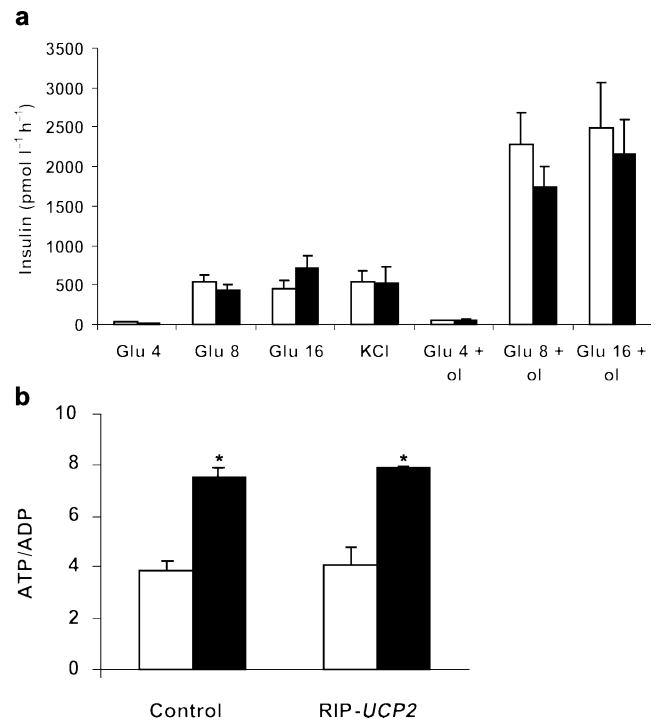 a
3500
3000
2500
2000
1500
1000
500
0
Insulin (pmol l⁻¹ h⁻¹)
Glu 4 Glu 8 Glu 16 KCl Glu 4 + ol Glu 8 + ol Glu 16 + ol
b
10
8
6
4
2
0
ATP/ADP
* *
Control RIP-UCP2